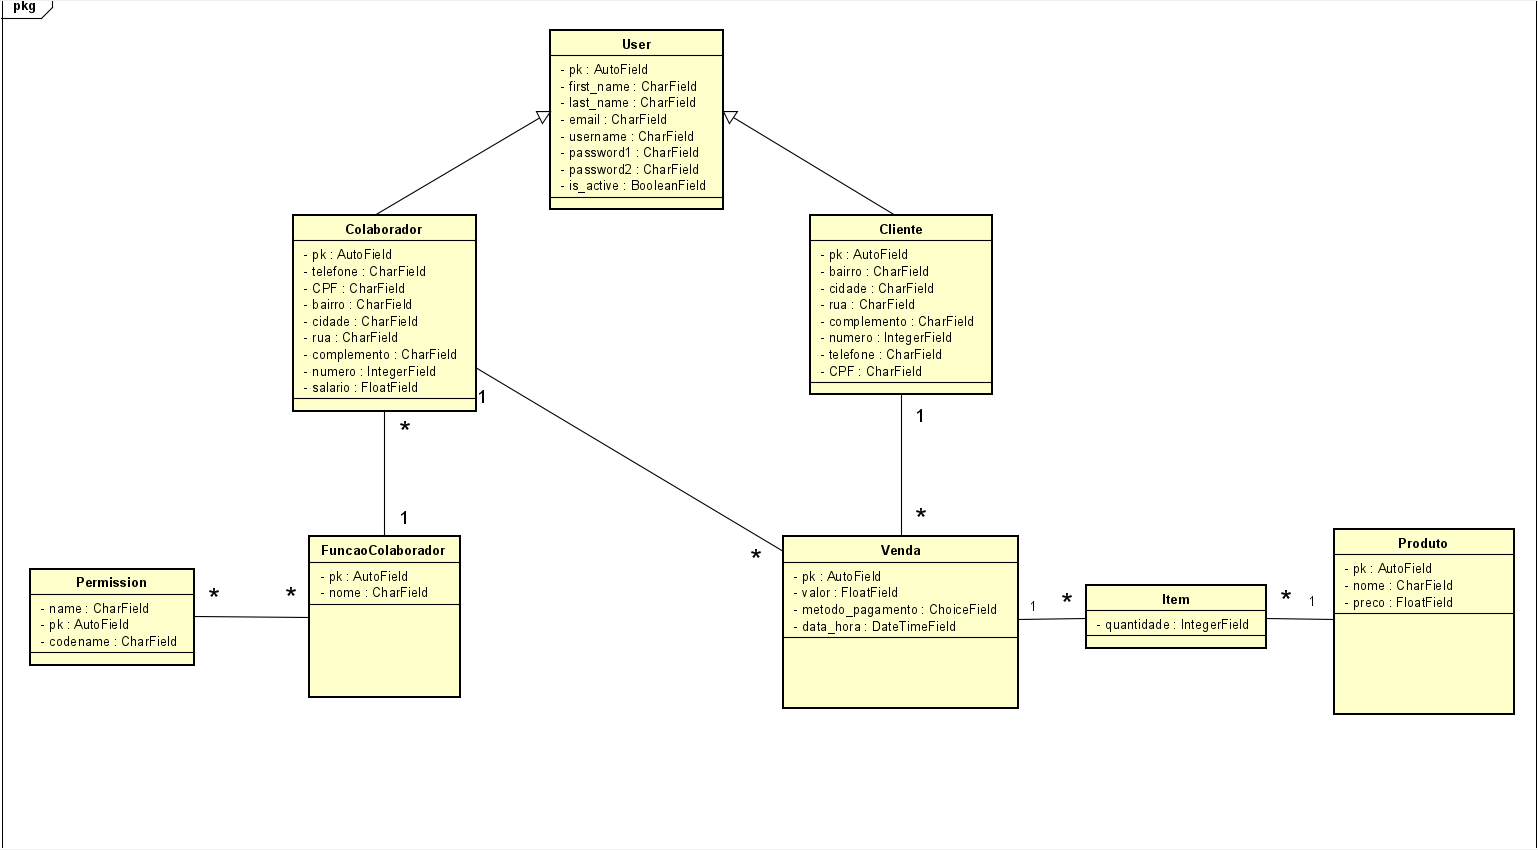 pkg
User
- pk : AutoField
- first_name : CharField
- last_name : CharField
- email : CharField
- username : CharField
- password1 : CharField
- password2 : CharField
- is_active : BooleanField
Colaborador
- pk : AutoField
- telefone : CharField
- CPF : CharField
- bairro : CharField
- cidade : CharField
- rua : CharField
- complemento : CharField
- numero : IntegerField
- salario : FloatField
Cliente
- pk : AutoField
- bairro : CharField
- cidade : CharField
- rua : CharField
- complemento : CharField
- numero : IntegerField
- telefone : CharField
- CPF : CharField
1
*
1
*
1
*
*
Permission
- name : CharField
- pk : AutoField
- codename : CharField
*
*
FuncaoColaborador
- pk : AutoField
- nome : CharField
Venda
- pk : AutoField
- valor : FloatField
- metodo_pagamento : ChoiceField
- data_hora : DateTimeField
1
*
Item
- quantidade : IntegerField
*
1
Produto
- pk : AutoField
- nome : CharField
- preco : FloatField